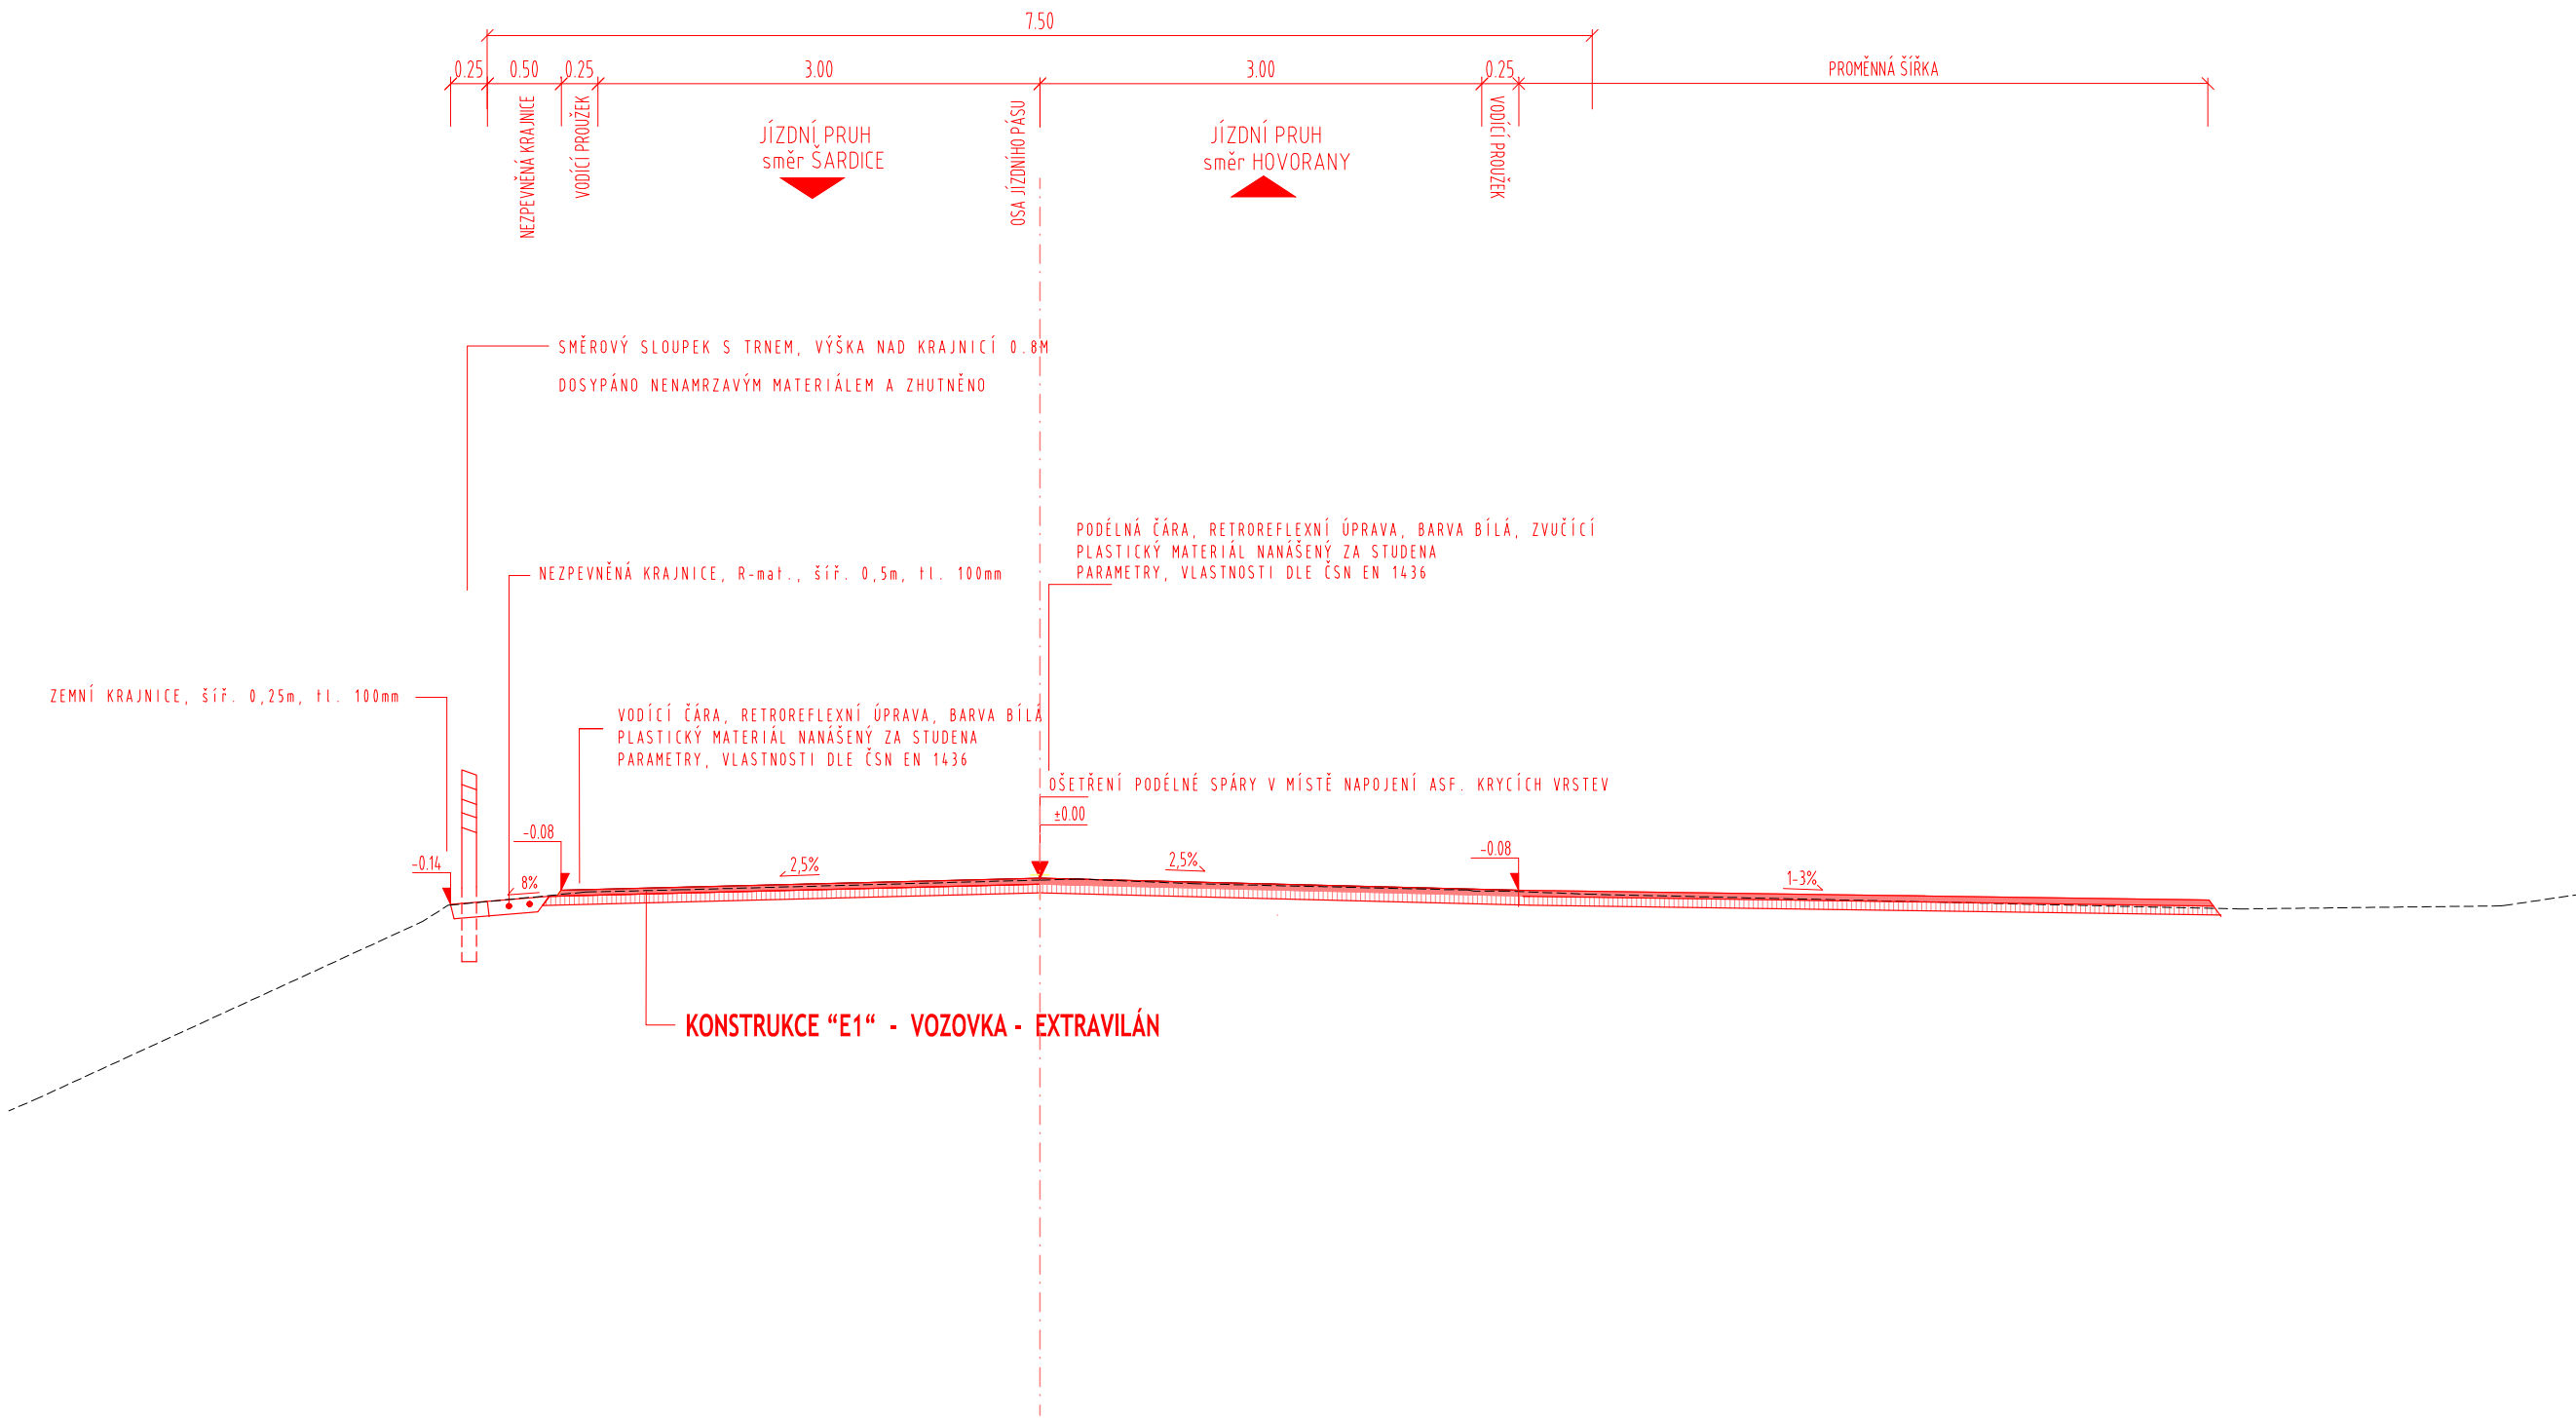 7.50
0.25 0.50 0.25 3.00 3.00 0.25 PROMĚNNÁ ŠÍŘKA
NEZPEVNĚNÁ KRAJNICE
VODÍCÍ PROUŽEK
JÍZDNÍ PRUH
směr ŠARDICE
OSA JÍZDNÍHO PÁSU
JÍZDNÍ PRUH
směr HOVORANY
VODÍCÍ PROUŽEK
SMĚROVÝ SLOUPEK S TRNEM, VÝŠKA NAD KRAJNICÍ 0.8M
DOSYPÁNO NENAMRZAVÝM MATERIÁLEM A ZHUTNĚNO
PODÉLNÁ ČÁRA, RETROREFLEXNÍ ÚPRAVA, BARVA BÍLÁ, ZVUČÍCÍ
PLASTICKÝ MATERIÁL NANÁŠENÝ ZA STUDENA
PARAMETRY, VLASTNOSTI DLE ČSN EN 1436
NEZPEVNĚNÁ KRAJNICE, R-mat., šíř. 0,5m, tl. 100mm
ZEMNÍ KRAJNICE, šíř. 0,25m, tl. 100mm
VODÍCÍ ČÁRA, RETROREFLEXNÍ ÚPRAVA, BARVA BÍLÁ
PLASTICKÝ MATERIÁL NANÁŠENÝ ZA STUDENA
PARAMETRY, VLASTNOSTI DLE ČSN EN 1436
OŠETŘENÍ PODÉLNÉ SPÁRY V MÍSTĚ NAPOJENÍ ASF. KRYCÍCH VRSTEV
±0.00
-0.08
-0.14
2,5%
2,5%
-0.08
8%
1-3%
KONSTRUKCE “E1“ - VOZOVKA - EXTRAVILÁN